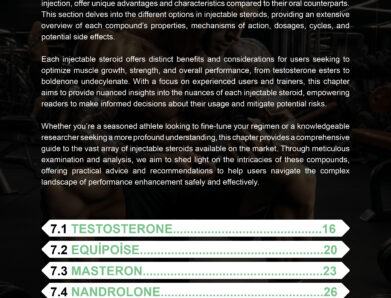 injection, offer unique advantages and characteristics compared to their oral counterparts.
This section delves into the different options in injectable steroids, providing an extensive
overview of each compound's properties, mechanisms of action, dosages, cycles, and
potential side effects.
Each injectable steroid offers distinct benefits and considerations for users seeking to
optimize muscle growth, strength, and overall performance, from testosterone esters to
boldenone undecylenate. With a focus on experienced users and trainers, this chapter
aims to provide nuanced insights into the nuances of each injectable steroid, empowering
readers to make informed decisions about their usage and mitigate potential risks.
Whether you're a seasoned athlete looking to fine-tune your regimen or a knowledgeable
researcher seeking a more profound understanding, this chapter provides a comprehensive
guide to the vast array of injectable steroids available on the market. Through meticulous
examination and analysis, we aim to shed light on the intricacies of these compounds,
offering practical advice and recommendations to help users navigate the complex
landscape of performance enhancement safely and effectively.
7.1 TESTOSTERONE..................................16
7.2 EQUİPOİSE..........................................20
7.3 MASTERON.........................................23
7.4 NANDROLONE....................................26